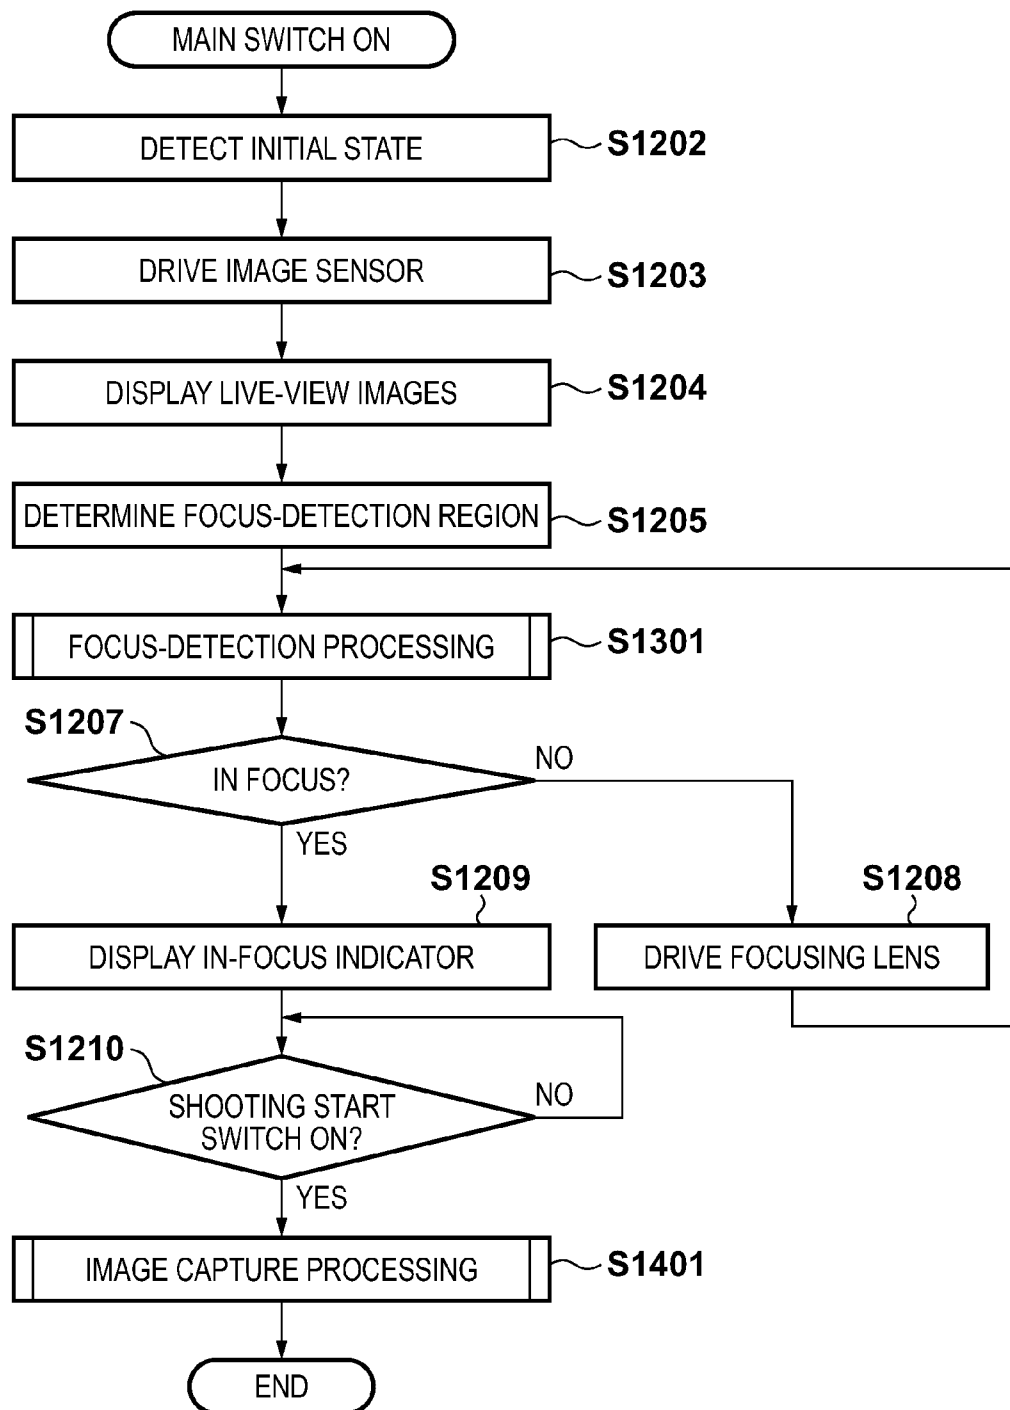 MAIN SWITCH ON
DETECT INITIAL STATE
S1202
DRIVE IMAGE SENSOR
S1203
DISPLAY LIVE-VIEW IMAGES
S1204
DETERMINE FOCUS-DETECTION REGION
S1205
FOCUS-DETECTION PROCESSING
S1301
S1207
IN FOCUS?
NO
YES
S1209
S1208
DISPLAY IN-FOCUS INDICATOR
DRIVE FOCUSING LENS
S1210
SHOOTING START
SWITCH ON?
NO
YES
IMAGE CAPTURE PROCESSING
S1401
END